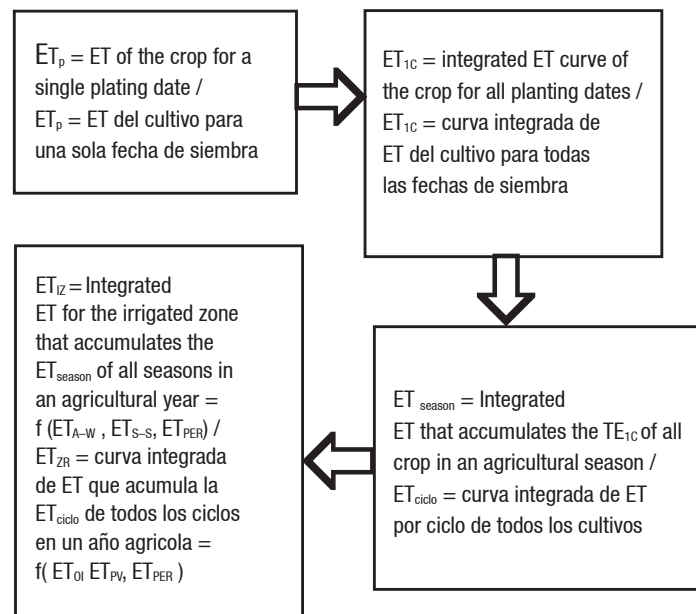 ETp = ET of the crop for a
single plating date /
ETp = ET del cultivo para
una sola fecha de siembra
ET1C = integrated ET curve of
the crop for all planting dates /
ET1C = curva integrada de
ET del cultivo para todas
las fechas de siembra
ET season = Integrated
ET that accumulates the TE1C of all
crop in an agricultural season /
ETciclo = curva integrada de ET
por ciclo de todos los cultivos
ETIZ = Integrated
ET for the irrigated zone
that accumulates the
ETseason of all seasons in
an agricultural year =
f (ETA–W , ETS–S, ETPER) /
ETZR = curva integrada
de ET que acumula la
ETciclo de todos los ciclos
en un año agricola =
f( ETOI ETPV, ETPER )